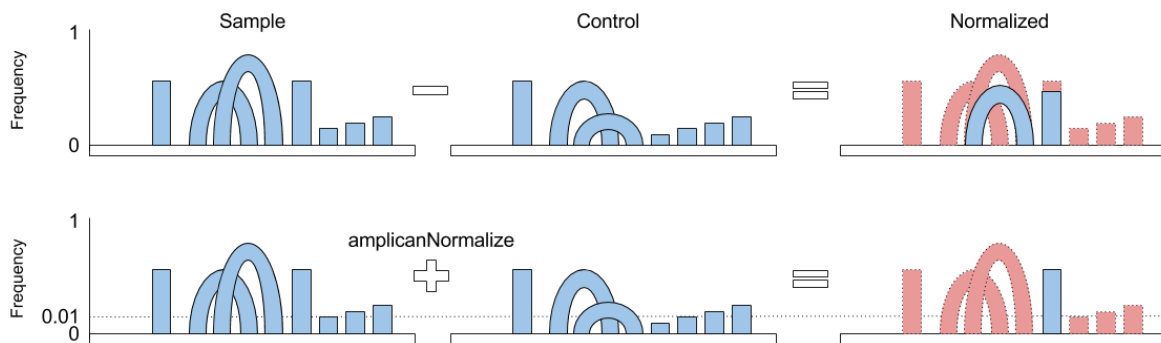 Sample
Control
Normalized
1
Frequency
0
1
amplicanNormalize
Frequency
0.01
0